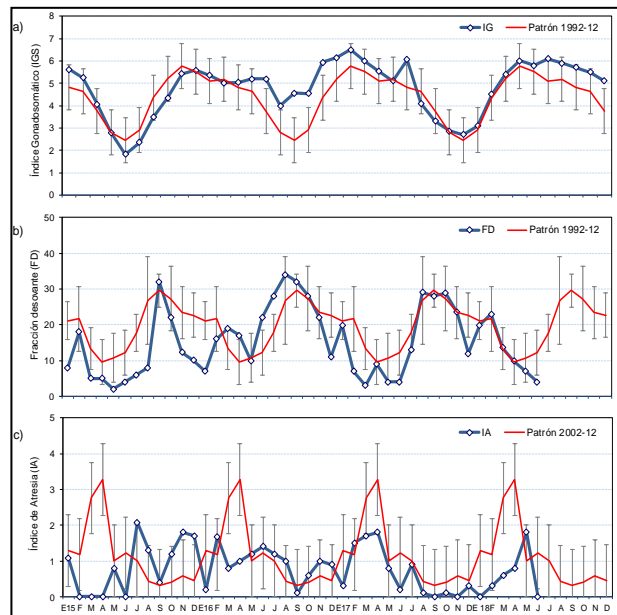 a)
IG
Patrón 1992-12
Índice Gonadosomático (IGS)
8
7
6
5
4
3
2
1
0
b)
FD
Patrón 1992-12
Fracción desovante (FD)
50
40
30
20
10
0
c)
IA
Patrón 2002-12
Índice de Atresia (IA)
5
4
3
2
1
0
E15 F M A M J J A S O N DE16 F M A M J J A S O N DE17 F M A M J J A S O N DE 18F M A M J J A S O N D